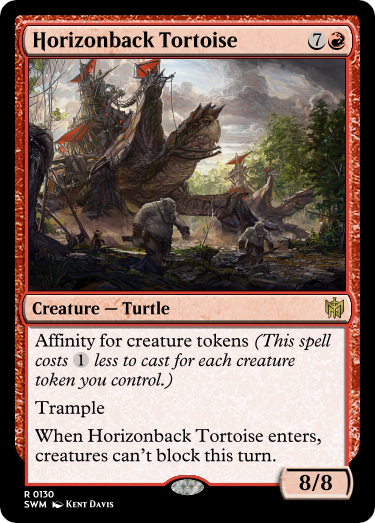 Horizonback Tortoise 7
Creature — Turtle
Affinity for creature tokens (This spell
costs 1 less to cast for each creature
token you control.)
Trample
When Horizonback Tortoise enters,
creatures can't block this turn.
8/8
R 0130
SWM Kent Davis